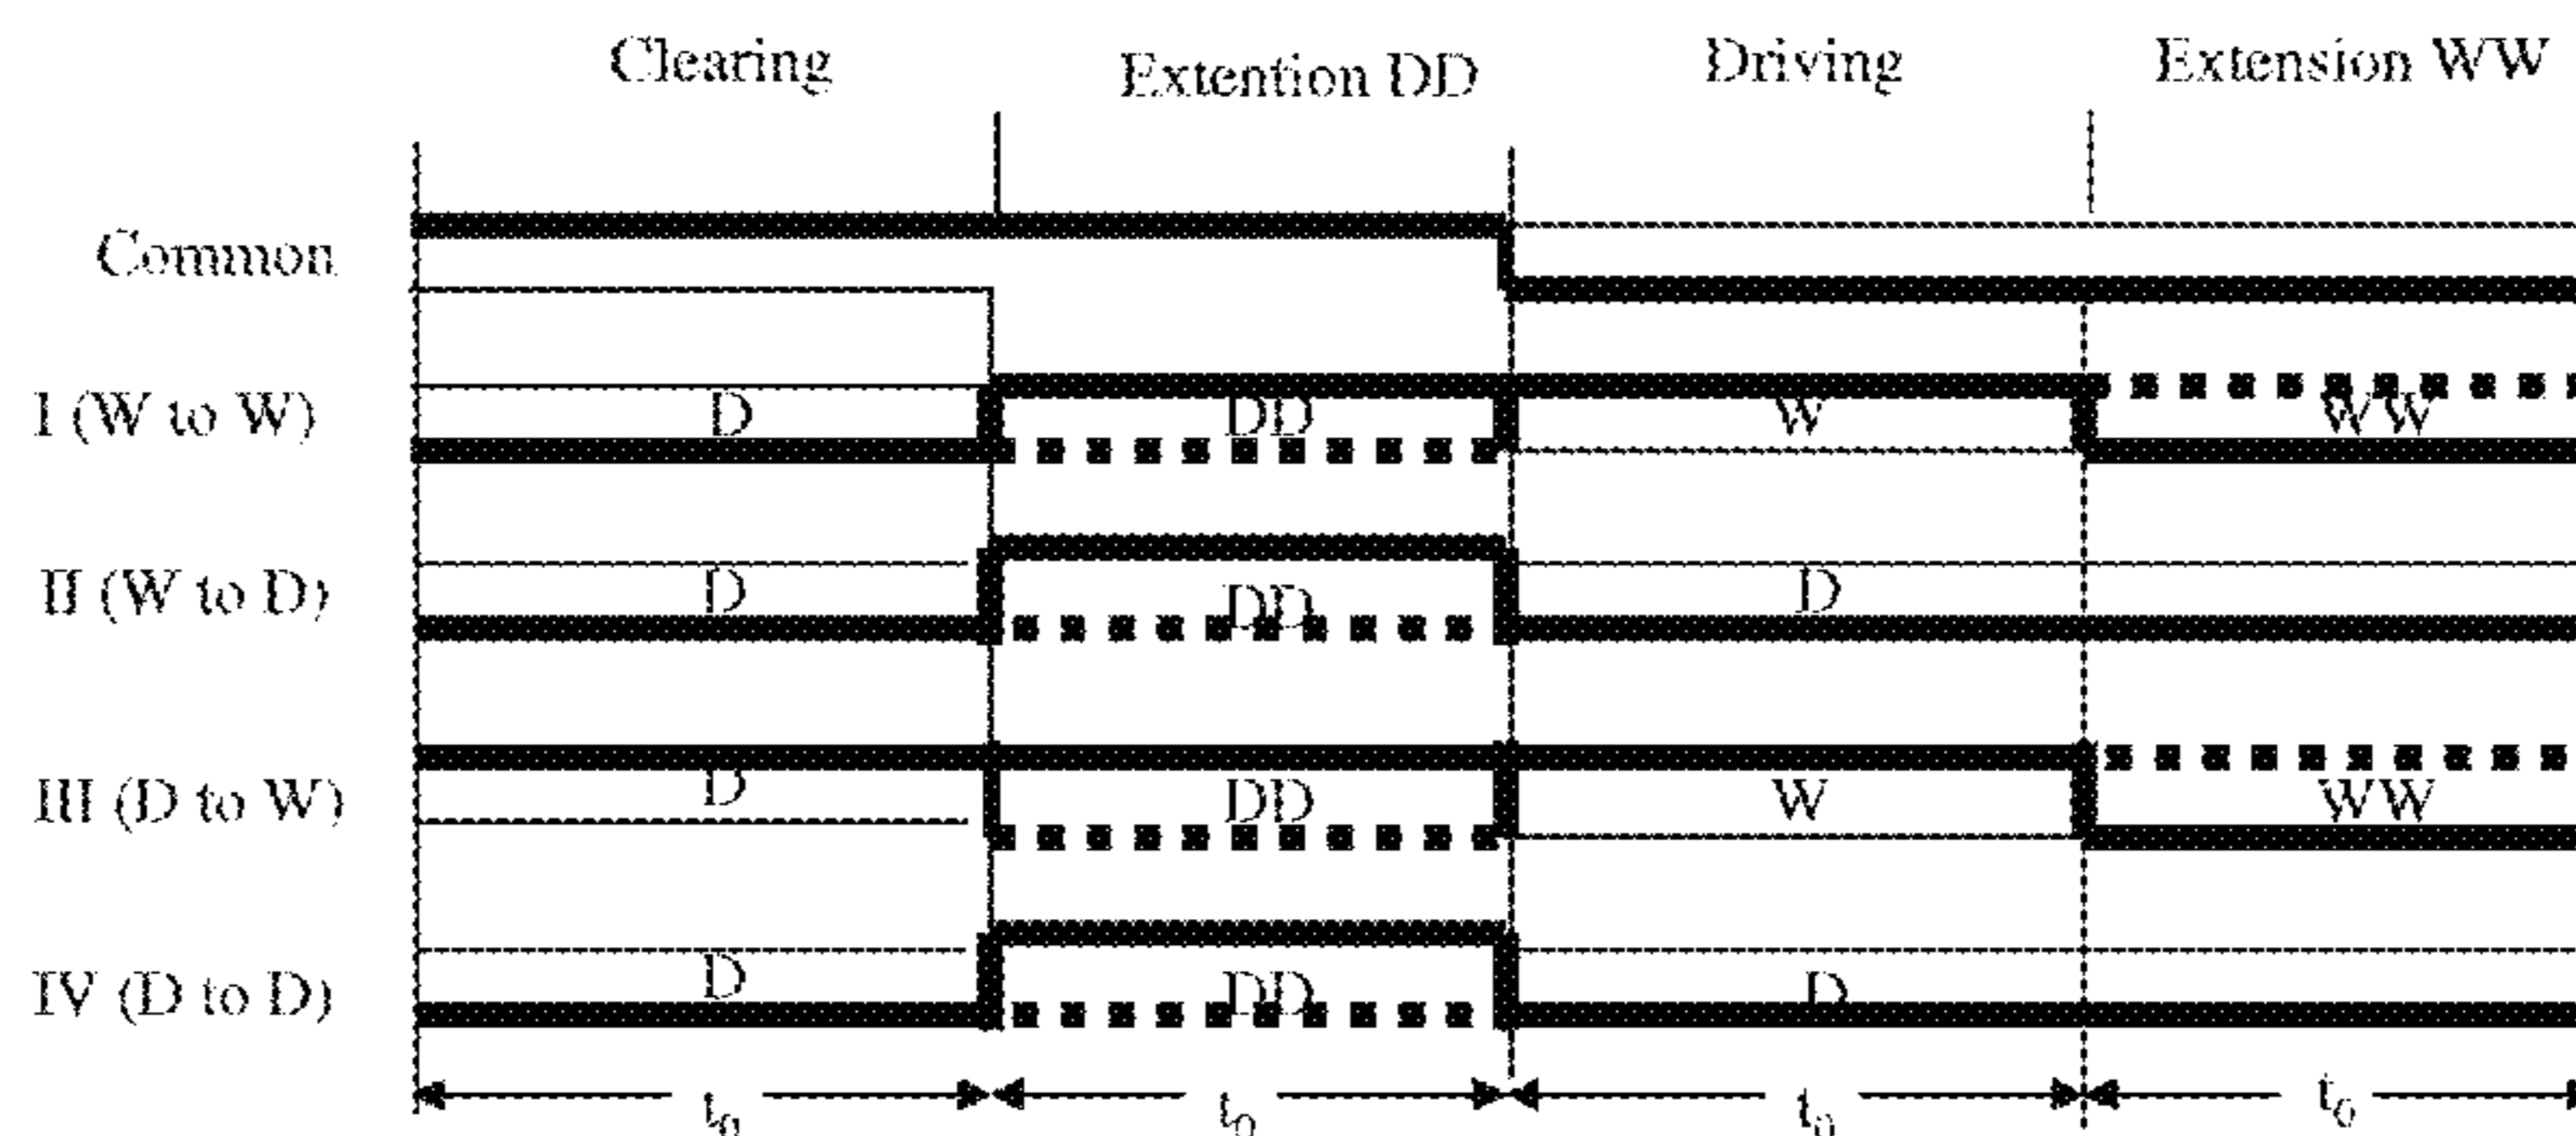 Clearing Extention DD Driving Extension WW
Common
I (W to W) D DD W WW
II (W to D) D DD D
III (D to W) D DD W WW
IV (D to D) D DD D
t0 t0 t0 t0